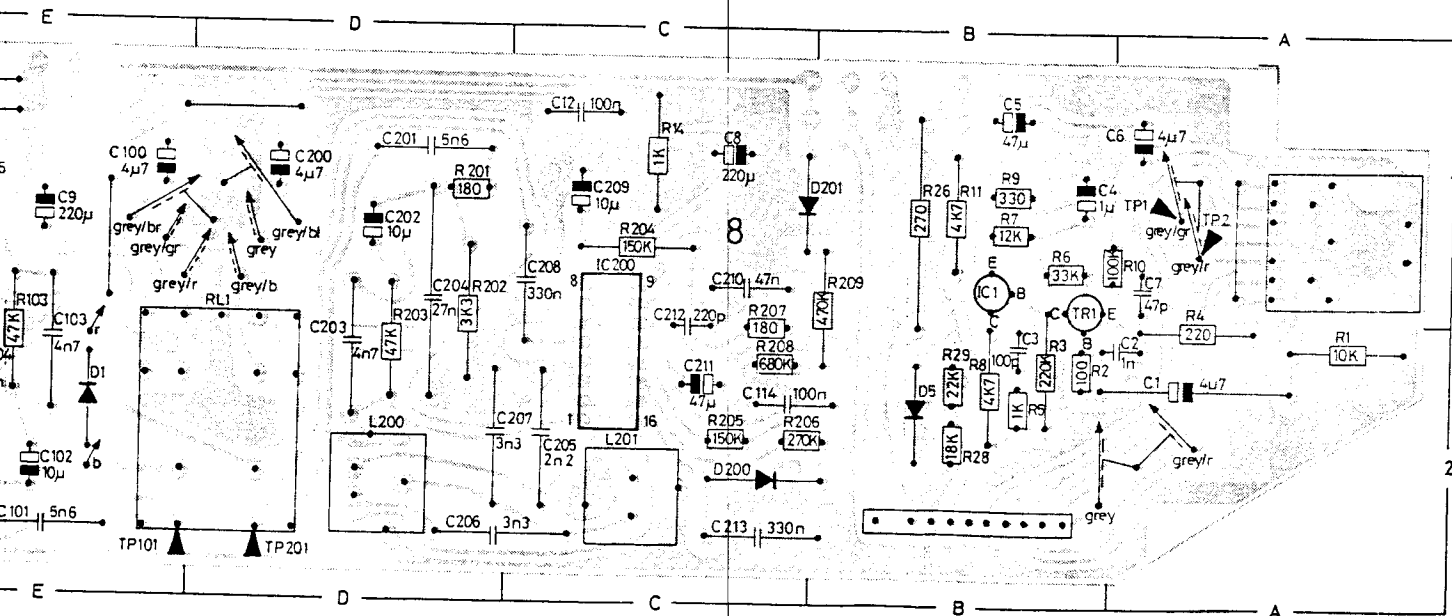 E D C B A
C12 100n
R14
1K
C8
220µ
C5
47µ
C6 4µ7
C201 5n6
C100
4µ7
C200
4µ7
R201
180
C209
10µ
D201
R26
270
R11
4K7
R9
330
R7
12K
C4
1µ
TP1
TP2
grey/gr
grey/r
C9
220µ
grey/br
grey/gr
grey
grey/bl
grey/r
grey/b
C202
10µ
R204
150K
8
IC200
8 9
1 16
R103
47K
C103
4n7
r
RL1
C203
4n7
R203
47K
C204
27n
R202
3K3
C208
330n
C210 47n
C212 220p
R207
180
R208
680K
R209
470K
E
IC1
B
C
R6
33K
100K
R10
C7
47p
C TR1 E
B
R4
220
R1
10K
D1
C211
47µ
C114 100n
R29
22K
R8
4K7
C3
100p
R3
220K
100
R2
C2
1n
C1 4µ7
1K
R5
D5
L200
C207
3n3
C205
2n2
L201
R205
150K
R206
270K
18K
R28
D200
C102
10µ
b
grey/r
grey
2
C101 5n6
C206 3n3
C213 330n
TP101
TP201
E D C B A